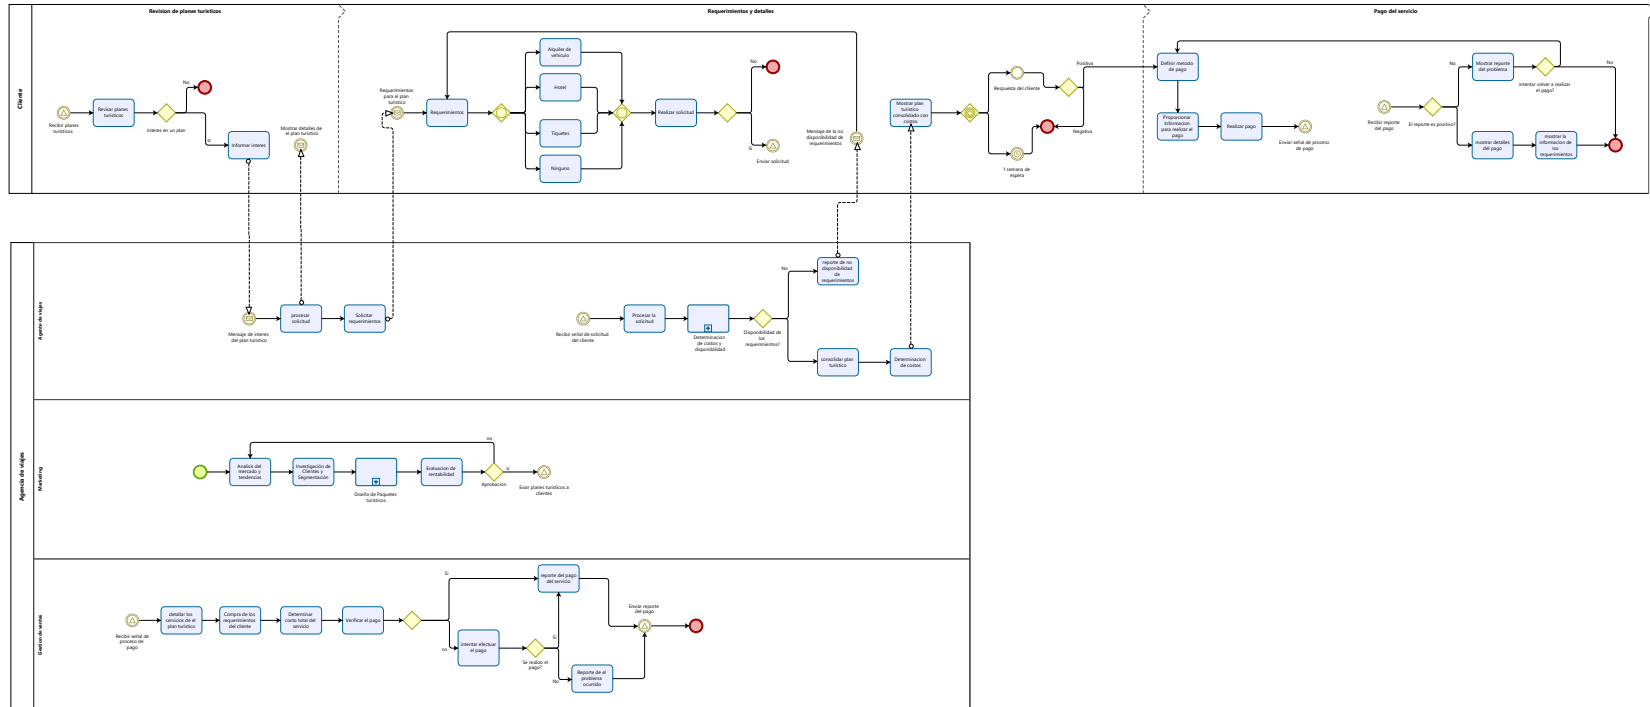 Revision de planes turisticos
Requerimientos y detalles
Pago del servicio
Cliente
Recibir planes
turisticos
Revisar planes
turisticos
No
Interes en un plan
si
Informar interes
Mostrar detalles de
el plan turistico
Requerimientos
para el plan
turistico
Requerimientos
Alquiler de
vehiculo
Hotel
Tiquetes
Ninguno
Realizar solicitud
No
Si
Enviar solicitud
Mensaje de la no
disponibilidad de
requerimientos
Mostrar plan
turistico
consolidado con
costos
Requesta del cliente
1 semana de
espera
Positiva
Negativa
Definir metodo
de pago
Proporcionar
Informacion
para realizar el
pago
Realizar pago
Enviar señal de proceso
de pago
Recibir reporte
del pago
El reporte es positivo?
No
Si
Mostrar reporte
del problema
intentar volver a realizar
el pago?
No
mostrar detalles
del pago
mostrar la
informacion de
los
requerimientos
Agencia de viajes
Agente de viajes
Mensaje de interes
del plan turistico
procesar
solicitud
Solicitar
requerimientos
Recibir señal de solicitud
del cliente
Procesar la
solicitud
Determinacion
de costos y
disponibilidad
Disponibilidad de
los
requerimientos?
No
Si
reporte de no
disponibilidad
de
requerimientos
consolidar plan
turistico
Determinacion
de costos
Marketing
Analisis del
mercado y
tendencias
Investigación de
Clientes y
Segmentación
Diseño de Paquetes
turisticos
Evaluacion de
rentabilidad
no
si
Aprobacion
Eviar planes turisticos a
clientes
Gestion de ventas
Recibir señal de
proceso de
pago
detallar los
servicios de el
plan turistico
Compra de los
requerimientos
del cliente
Determinar
costo total del
servicio
Verificar el pago
Si
no
intentar efectuar
el pago
Se realizo el
pago?
Si
No
reporte del pago
del servicio
Reporte de el
problema
ocurrido
Enviar reporte
del pago